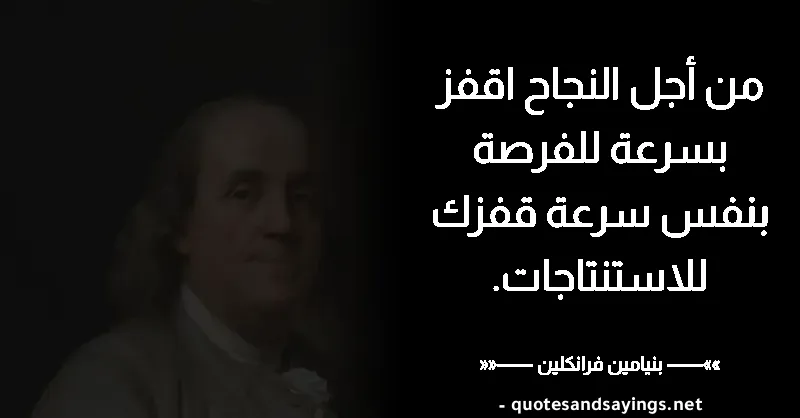 من أجل النجاح اقفز
بسرعة للفرصة
بنفس سرعة قفزك
للاستنتاجات.
»» —— بنيامين فرانكلين —— ««
- quotesandsayings.net